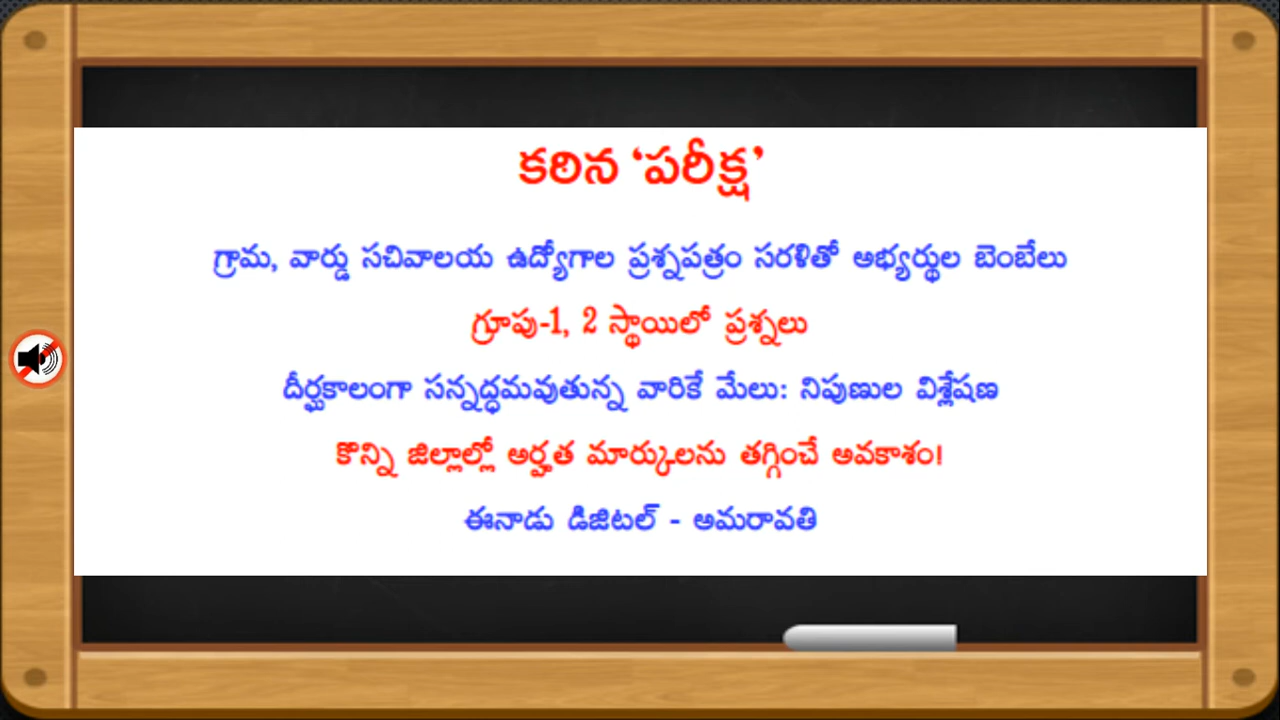 కఠిన ‘పరీక్ష’
గ్రామ, వార్డు సచివాలయ ఉద్యోగాల ప్రశ్నపత్రం సరళితో అభ్యర్థుల బెంబేలు
గ్రూపు-1, 2 స్థాయిలో ప్రశ్నలు
దీర్ఘకాలంగా సన్నద్ధమవుతున్న వారికే మేలు: నిపుణుల విశ్లేషణ
కొన్ని జిల్లాల్లో అర్హత మార్కులను తగ్గించే అవకాశం!
ఈనాడు డిజిటల్ - అమరావతి